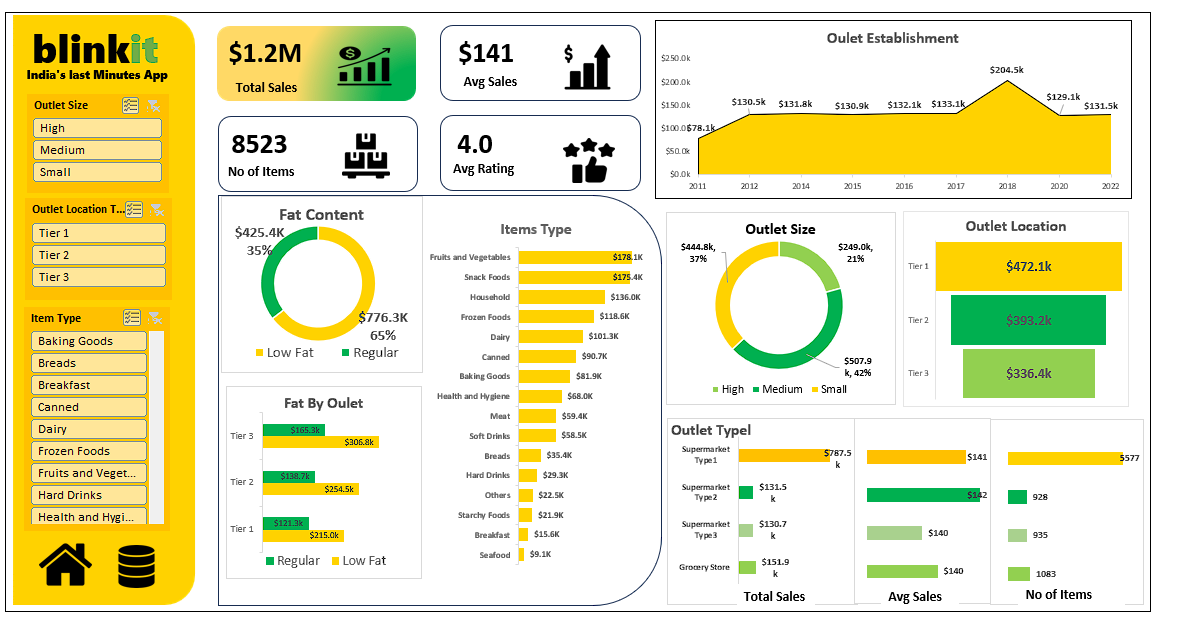 blinkit
India's last Minutes App
Outlet Size
High
Medium
Small
Outlet Location T...
Tier 1
Tier 2
Tier 3
Item Type
Baking Goods
Breads
Breakfast
Canned
Dairy
Frozen Foods
Fruits and Veget...
Hard Drinks
Health and Hygi...
$1.2M
Total Sales
$141
Avg Sales
8523
No of Items
4.0
Avg Rating
Oulet Establishment
$250.0k
$200.0k
$150.0k
$100.0k
$50.0k
$0.0k
$78.1k
$130.5k
$131.8k
$130.9k
$132.1k
$133.1k
$204.5k
$129.1k
$131.5k
2011
2012
2014
2015
2016
2017
2018
2020
2022
Fat Content
$425.4K
35%
$776.3K
65%
Low Fat
Regular
Fat By Oulet
Tier 3
$165.3k
$306.8k
Tier 2
$138.7k
$254.5k
Tier 1
$121.3k
$215.0k
Regular
Low Fat
Items Type
Fruits and Vegetables $178.1K
Snack Foods $175.4K
Household $136.0K
Frozen Foods $118.6K
Dairy $101.3K
Canned $90.7K
Baking Goods $81.9K
Health and Hygiene $68.0K
Meat $59.4K
Soft Drinks $58.5K
Breads $35.4K
Hard Drinks $29.3K
Others $22.5K
Starchy Foods $21.9K
Breakfast $15.6K
Seafood $9.1K
Outlet Size
$444.8k,
37%
$249.0k,
21%
$507.9
k, 42%
High
Medium
Small
Outlet Location
Tier 1 $472.1k
Tier 2 $393.2k
Tier 3 $336.4k
Outlet Typel
Supermarket
Type1
$787.5
k
$141
5577
Supermarket
Type2
$131.5
k
$142
928
Supermarket
Type3
$130.7
k
$140
935
Grocery Store
$151.9
k
$140
1083
Total Sales
Avg Sales
No of Items